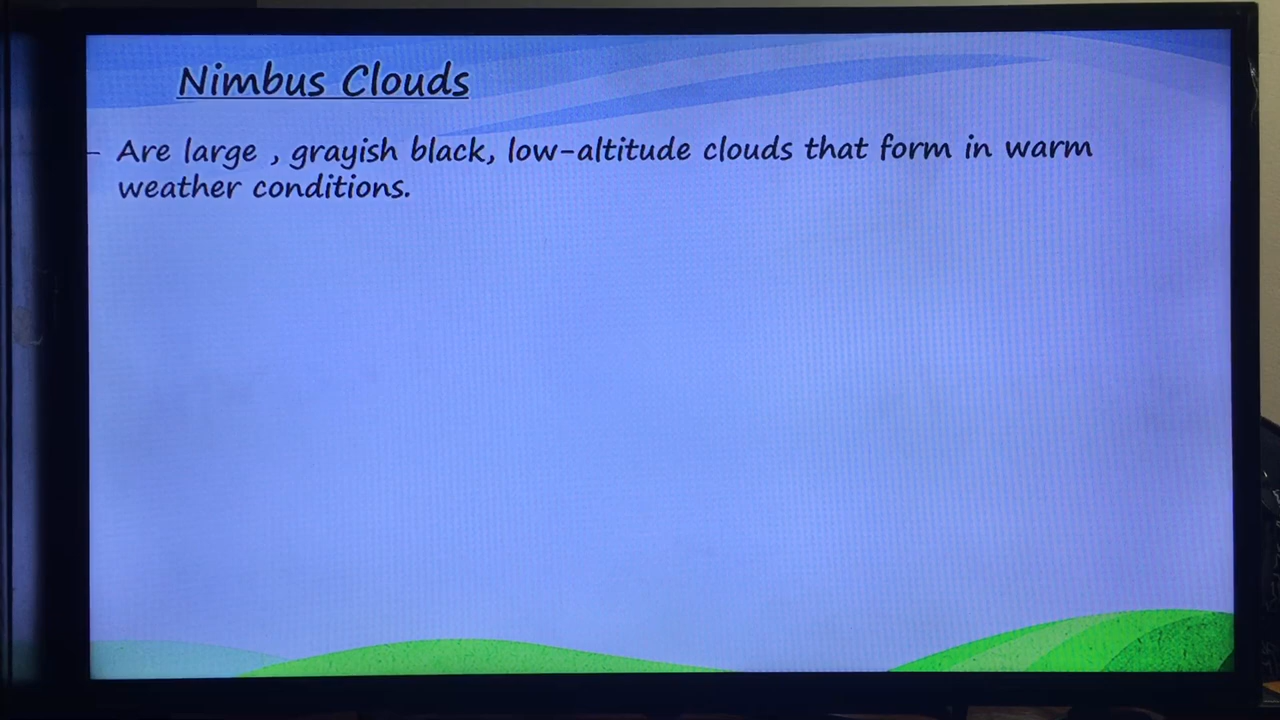 Nimbus Clouds
- Are large , grayish black, low-altitude clouds that form in warm
weather conditions.